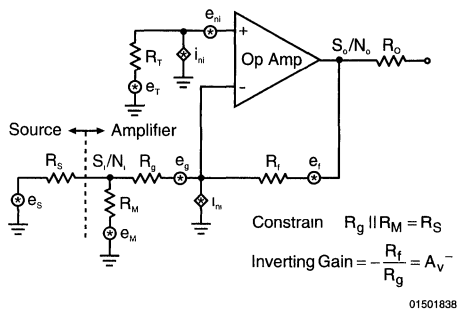 e_ni
+
R_T
i_ni
Op Amp
S_o/N_o
R_O
e_T
−
Source ↔ Amplifier
R_S
S_i/N_i
R_g
e_g
R_f
e_f
e_S
R_M
i_ni
e_M
Constrain R_g || R_M = R_S
Inverting Gain = − R_f / R_g = A_v^−
01501838